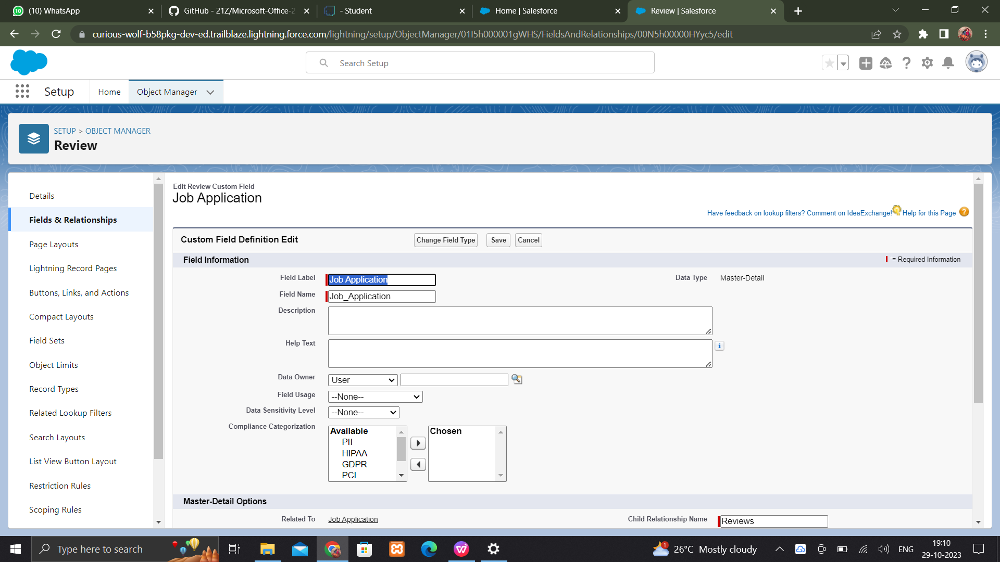 (10) WhatsApp
GitHub - 21Z/Microsoft-Office-2
- Student
Home | Salesforce
Review | Salesforce
curious-wolf-b58pkg-dev-ed.trailblaze.lightning.force.com/lightning/setup/ObjectManager/01I5h000001gWHS/FieldsAndRelationships/00N5h00000HYyc5/edit
Search Setup
Setup
Home
Object Manager
SETUP > OBJECT MANAGER
Review
Details
Fields & Relationships
Page Layouts
Lightning Record Pages
Buttons, Links, and Actions
Compact Layouts
Field Sets
Object Limits
Record Types
Related Lookup Filters
Search Layouts
List View Button Layout
Restriction Rules
Scoping Rules
Edit Review Custom Field
Job Application
Have feedback on lookup filters? Comment on IdeaExchange! Help for this Page
Custom Field Definition Edit
Change Field Type
Save
Cancel
Field Information
= Required Information
Field Label
Job Application
Data Type
Master-Detail
Field Name
Job_Application
Description
Help Text
Data Owner
User
Field Usage
--None--
Data Sensitivity Level
--None--
Compliance Categorization
Available
PII
HIPAA
GDPR
PCI
Chosen
Master-Detail Options
Related To
Job Application
Child Relationship Name
Reviews
Type here to search
26°C Mostly cloudy
ENG
19:10
29-10-2023